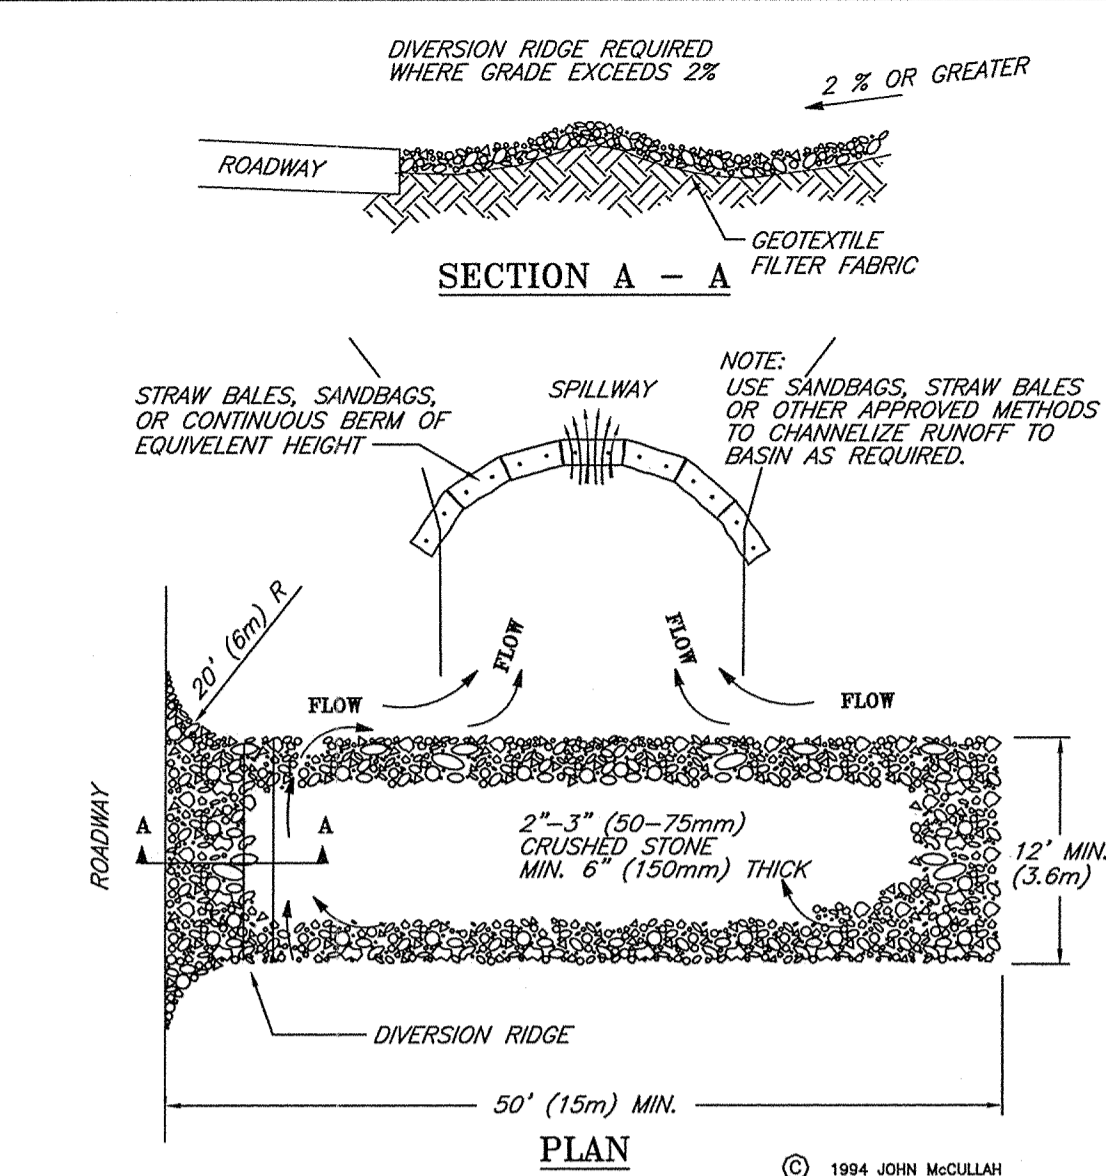 DIVERSION RIDGE REQUIRED
WHERE GRADE EXCEEDS 2%
2 % OR GREATER
ROADWAY
GEOTEXTILE
FILTER FABRIC
SECTION A - A
STRAW BALES, SANDBAGS,
OR CONTINUOUS BERM OF
EQUIVELENT HEIGHT
SPILLWAY
NOTE:
USE SANDBAGS, STRAW BALES
OR OTHER APPROVED METHODS
TO CHANNELIZE RUNOFF TO
BASIN AS REQUIRED.
20' (6m) R
FLOW
FLOW
FLOW
FLOW
ROADWAY
A
A
2"-3" (50-75mm)
CRUSHED STONE
MIN. 6" (150mm) THICK
12' MIN.
(3.6m)
DIVERSION RIDGE
50' (15m) MIN.
PLAN
© 1994 JOHN McCULLAH